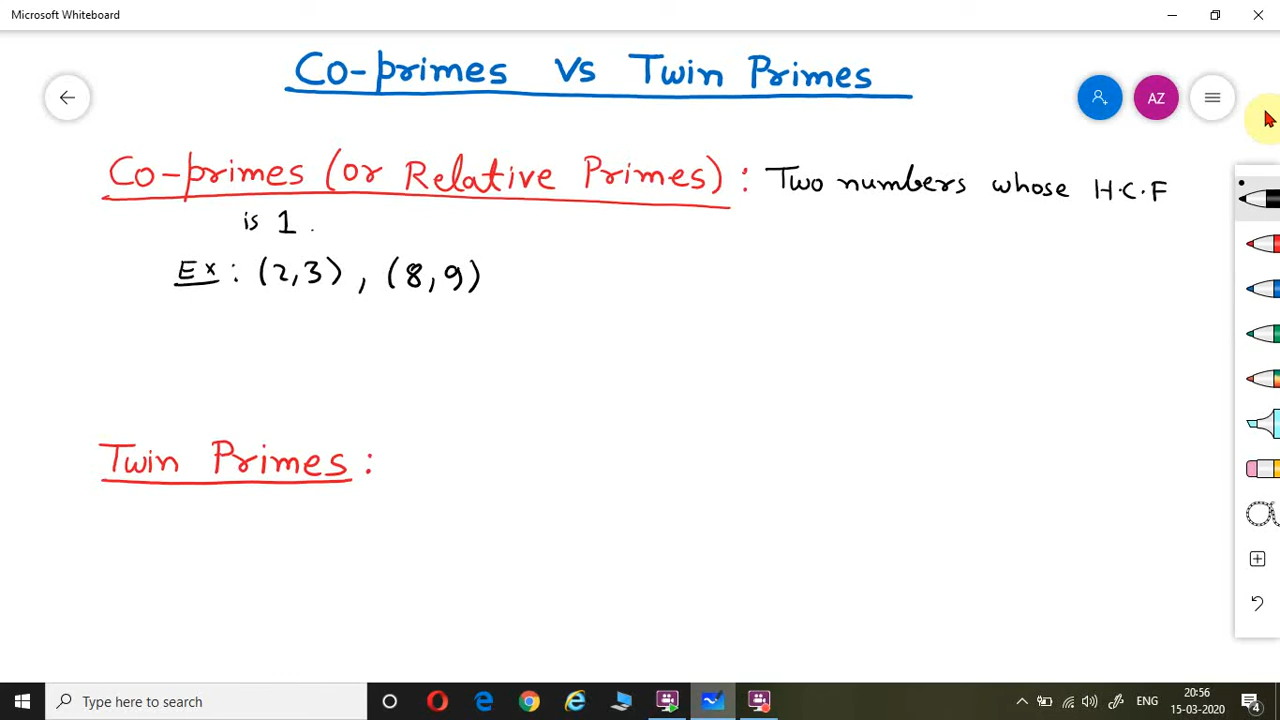 Microsoft Whiteboard
Co-primes vs Twin Primes
AZ
Co-primes (or Relative Primes) : Two numbers whose H.C.F
is 1.
Ex : (2,3) , (8,9)
Twin Primes :
Type here to search
ENG
20:56
15-03-2020
4